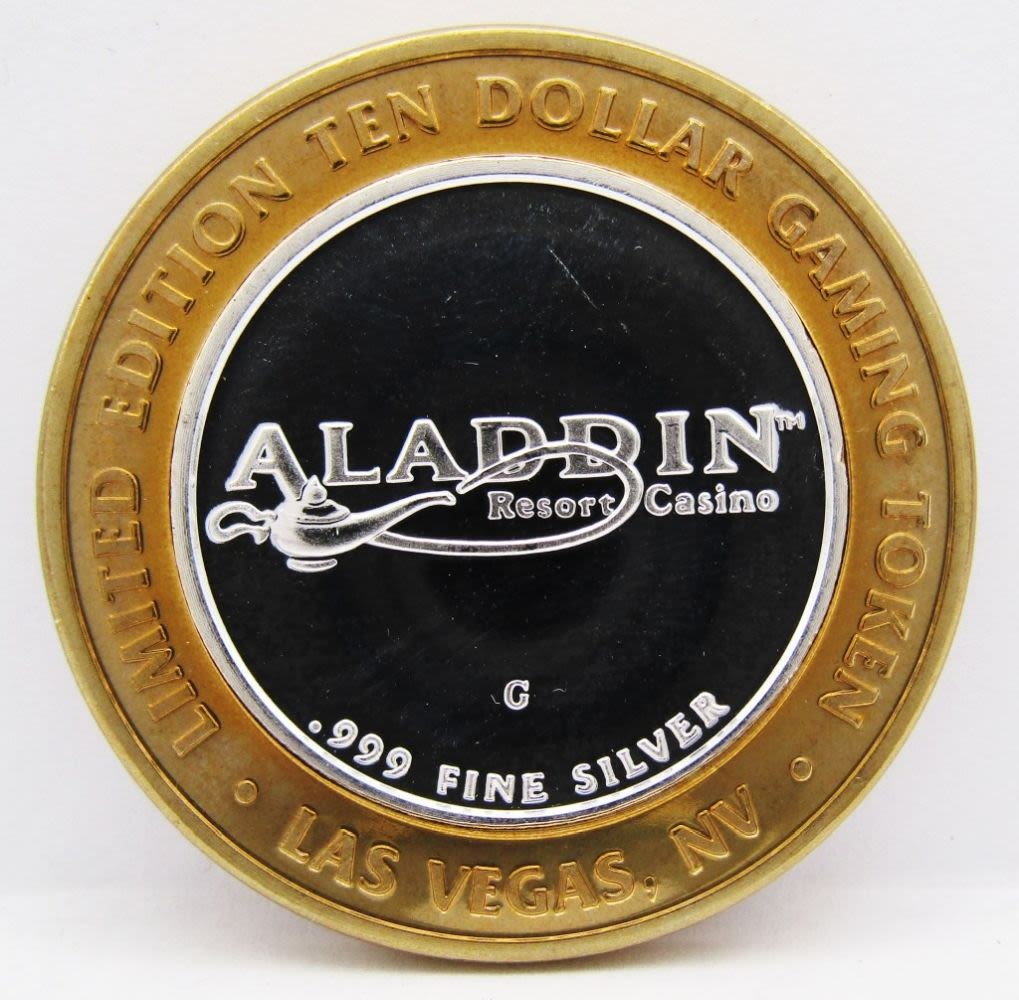 LIMITED EDITION TEN DOLLAR GAMING TOKEN
ALADDIN™
Resort Casino
G
.999 FINE SILVER
• LAS VEGAS, NV •